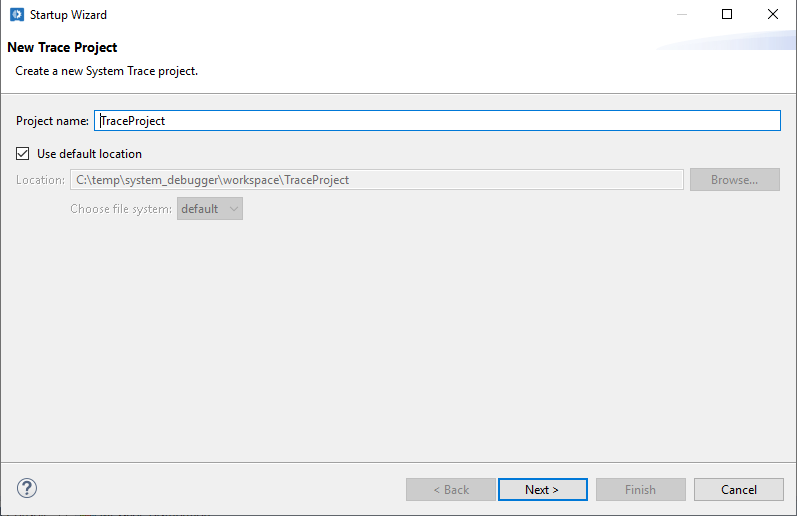 Startup Wizard
New Trace Project
Create a new System Trace project.
Project name: TraceProject
Use default location
Location: C:\temp\system_debugger\workspace\TraceProject Browse...
Choose file system: default
? < Back Next > Finish Cancel